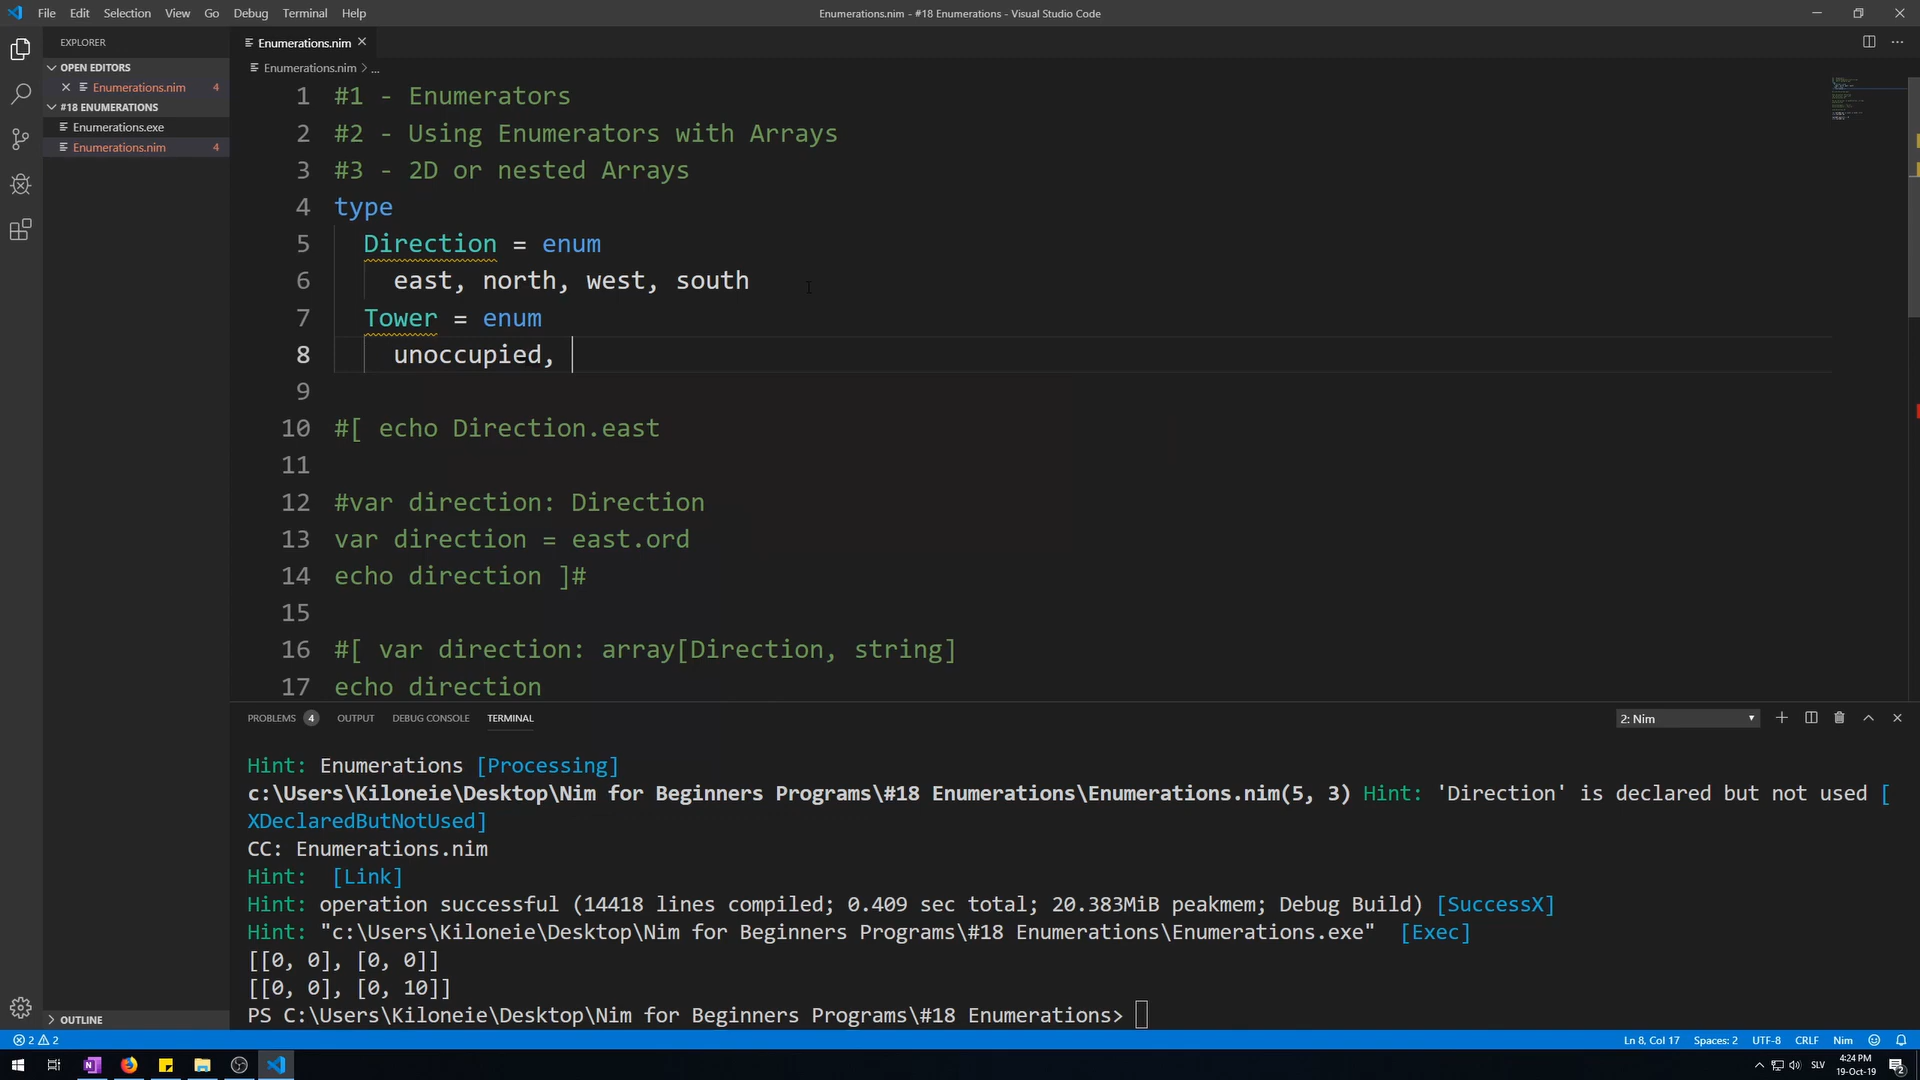 File Edit Selection View Go Debug Terminal Help
Enumerations.nim - #18 Enumerations - Visual Studio Code
EXPLORER
OPEN EDITORS
Enumerations.nim 4
#18 ENUMERATIONS
Enumerations.exe
Enumerations.nim 4
OUTLINE
Enumerations.nim
Enumerations.nim > ...
1 #1 - Enumerators
2 #2 - Using Enumerators with Arrays
3 #3 - 2D or nested Arrays
4 type
5 Direction = enum
6 east, north, west, south
7 Tower = enum
8 unoccupied,
9
10 #[ echo Direction.east
11
12 #var direction: Direction
13 var direction = east.ord
14 echo direction ]#
15
16 #[ var direction: array[Direction, string]
17 echo direction
PROBLEMS 4 OUTPUT DEBUG CONSOLE TERMINAL
2: Nim
Hint: Enumerations [Processing]
c:\Users\Kiloneie\Desktop\Nim for Beginners Programs\#18 Enumerations\Enumerations.nim(5, 3) Hint: 'Direction' is declared but not used [
XDeclaredButNotUsed]
CC: Enumerations.nim
Hint:  [Link]
Hint: operation successful (14418 lines compiled; 0.409 sec total; 20.383MiB peakmem; Debug Build) [SuccessX]
Hint: "c:\Users\Kiloneie\Desktop\Nim for Beginners Programs\#18 Enumerations\Enumerations.exe"  [Exec]
[[0, 0], [0, 0]]
[[0, 0], [0, 10]]
PS C:\Users\Kiloneie\Desktop\Nim for Beginners Programs\#18 Enumerations>
2 2
Ln 8, Col 17 Spaces: 2 UTF-8 CRLF Nim
SLV
4:24 PM
19-Oct-19
2